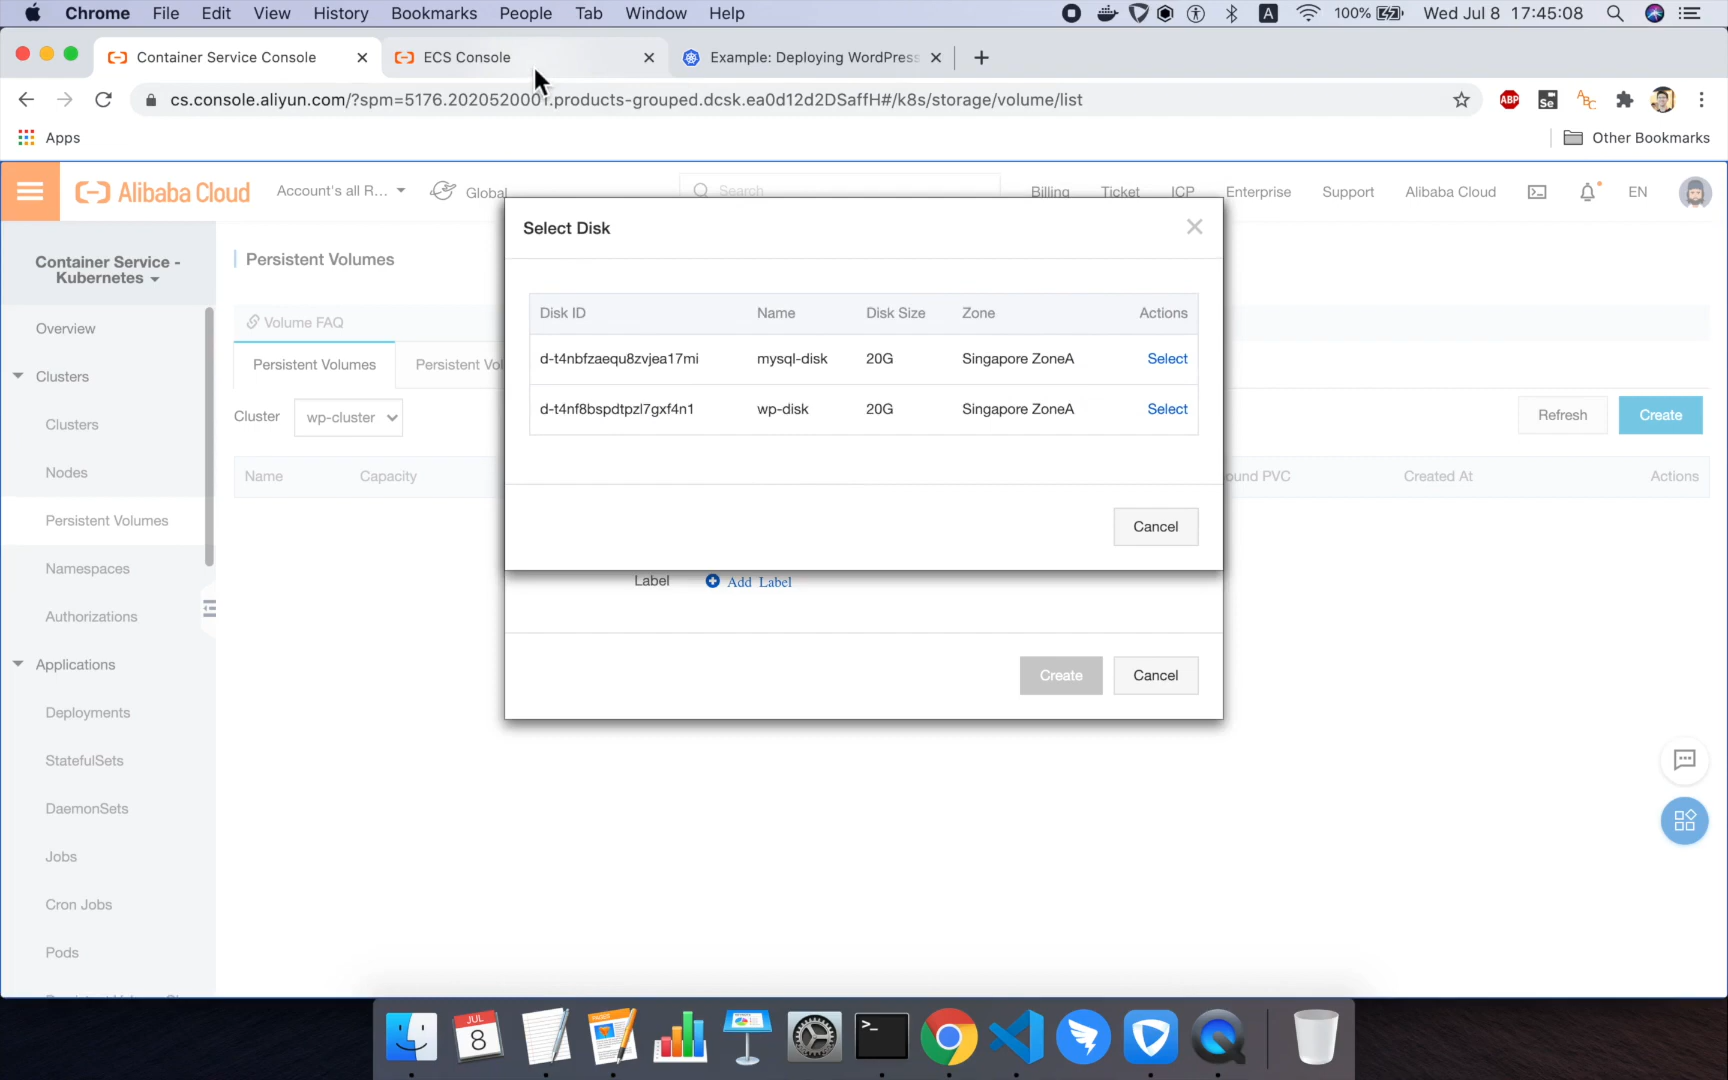 Chrome File Edit View History Bookmarks People Tab Window Help A 100% Wed Jul 8 17:45:08
Container Service Console ECS Console Example: Deploying WordPress
cs.console.aliyun.com/?spm=5176.2020520001.products-grouped.dcsk.ea0d12d2DSaffH#/k8s/storage/volume/list ABP Se ABC
Apps Other Bookmarks
Alibaba Cloud Account's all R... Global Search Billing Ticket ICP Enterprise Support Alibaba Cloud EN
Container Service -
Kubernetes
Overview
Clusters
Clusters
Nodes
Persistent Volumes
Namespaces
Authorizations
Applications
Deployments
StatefulSets
DaemonSets
Jobs
Cron Jobs
Pods
Persistent Volumes
Volume FAQ
Persistent Volumes Persistent Vol
Cluster wp-cluster Refresh Create
Name Capacity ound PVC Created At Actions
Select Disk
Disk ID Name Disk Size Zone Actions
d-t4nbfzaequ8zvjea17mi mysql-disk 20G Singapore ZoneA Select
d-t4nf8bspdtpzl7gxf4n1 wp-disk 20G Singapore ZoneA Select
Cancel
Label Add Label
Create Cancel
JUL
8